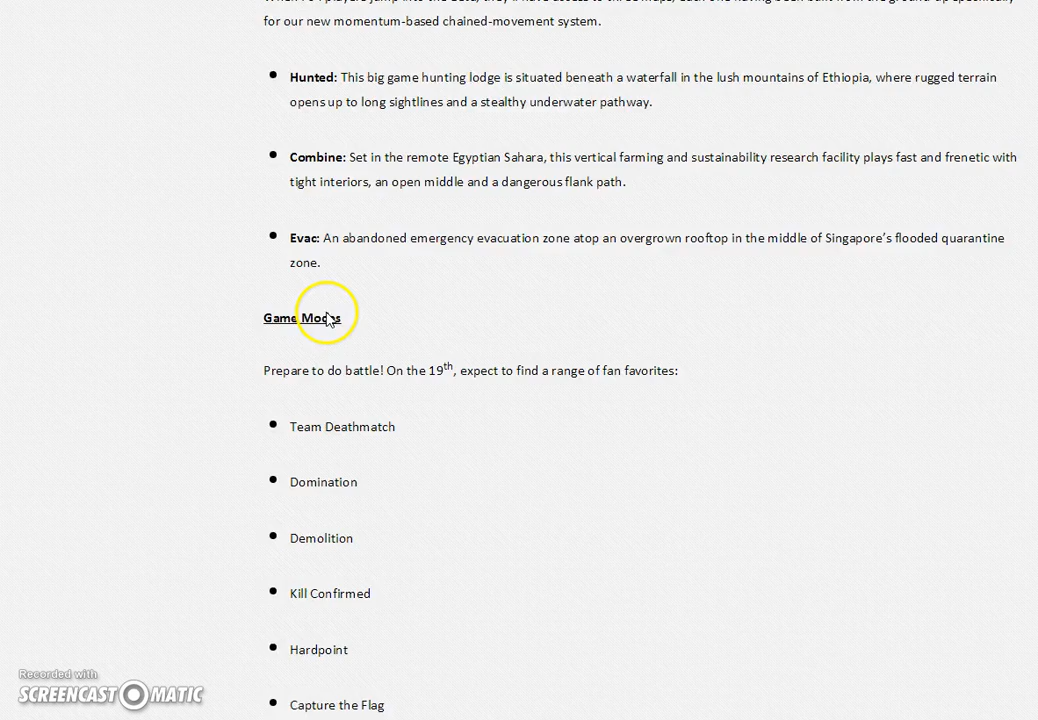 for our new momentum-based chained-movement system.
Hunted: This big game hunting lodge is situated beneath a waterfall in the lush mountains of Ethiopia, where rugged terrain
opens up to long sightlines and a stealthy underwater pathway.
Combine: Set in the remote Egyptian Sahara, this vertical farming and sustainability research facility plays fast and frenetic with
tight interiors, an open middle and a dangerous flank path.
Evac: An abandoned emergency evacuation zone atop an overgrown rooftop in the middle of Singapore's flooded quarantine
zone.
Game Modes
Prepare to do battle! On the 19th, expect to find a range of fan favorites:
Team Deathmatch
Domination
Demolition
Kill Confirmed
Hardpoint
Capture the Flag
Recorded with
SCREENCAST-O-MATIC